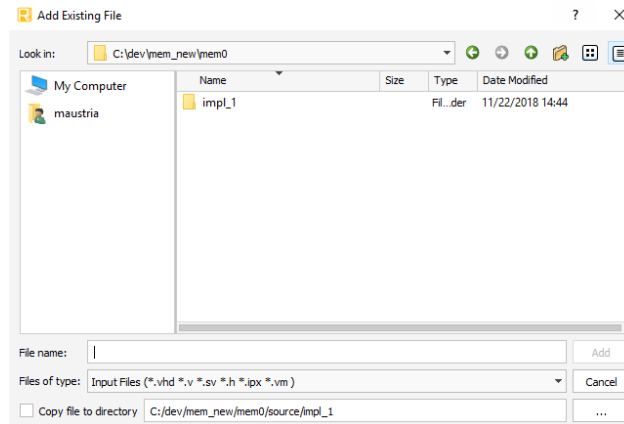 Add Existing File ?
Look in: C:\dev\mem_new\mem0
My Computer
maustria
Name Size Type Date Modified
impl_1 Fil...der 11/22/2018 14:44
File name: Add
Files of type: Input Files (*.vhd *.v *.sv *.h *.ipx *.vm ) Cancel
Copy file to directory C:/dev/mem_new/mem0/source/impl_1 ...